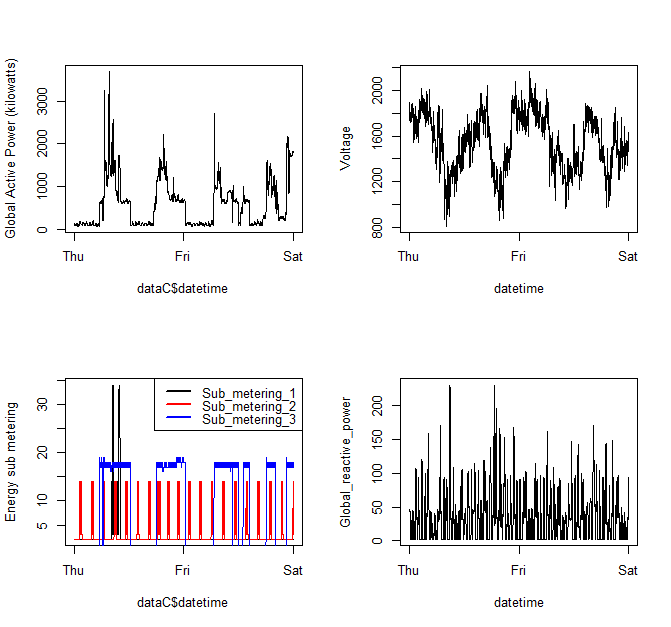 Global Active Power (kilowatts)
0 1000 2000 3000
Thu Fri Sat
dataC$datetime
Voltage
800 1200 1600 2000
Thu Fri Sat
datetime
Energy sub metering
5 10 20 30
Sub_metering_1
Sub_metering_2
Sub_metering_3
Thu Fri Sat
dataC$datetime
Global_reactive_power
0 50 100 150 200
Thu Fri Sat
datetime